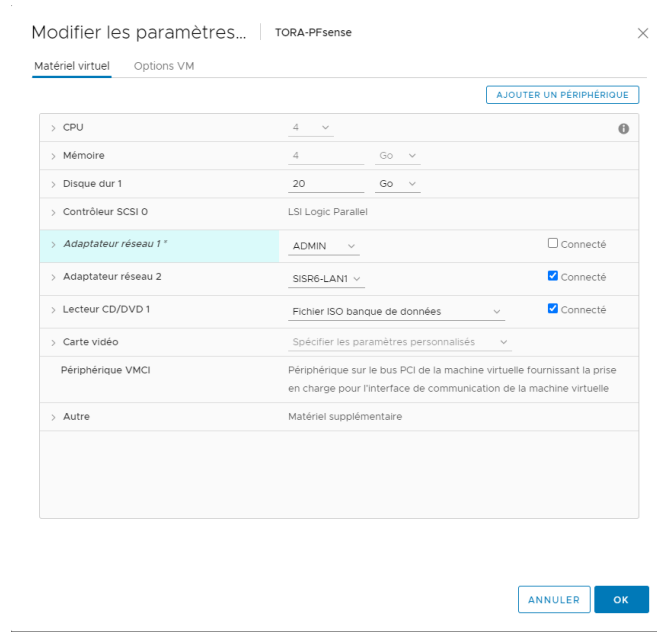 Modifier les paramètres... TORA-PFsense
Matériel virtuel Options VM
AJOUTER UN PÉRIPHÉRIQUE
CPU 4
Mémoire 4 Go
Disque dur 1 20 Go
Contrôleur SCSI 0 LSI Logic Parallel
Adaptateur réseau 1 * ADMIN Connecté
Adaptateur réseau 2 SISR6-LAN1 Connecté
Lecteur CD/DVD 1 Fichier ISO banque de données Connecté
Carte vidéo Spécifier les paramètres personnalisés
Périphérique VMCI Périphérique sur le bus PCI de la machine virtuelle fournissant la prise
en charge pour l'interface de communication de la machine virtuelle
Autre Matériel supplémentaire
ANNULER OK